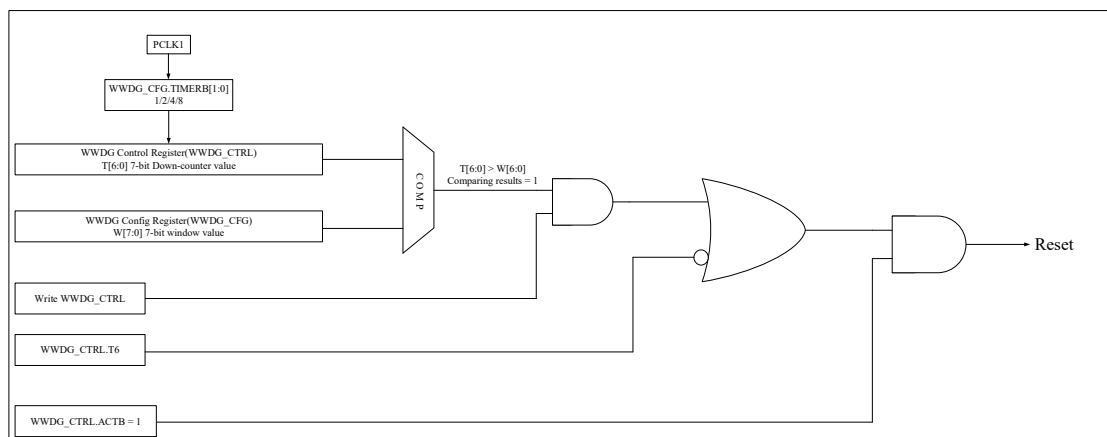 PCLK1
WWDG_CFG.TIMERB[1:0]
1/2/4/8
WWDG Control Register(WWDG_CTRL)
T[6:0] 7-bit Down-counter value
COMP
T[6:0] > W[6:0]
Comparing results = 1
WWDG Config Register(WWDG_CFG)
W[7:0] 7-bit window value
Reset
Write WWDG_CTRL
WWDG_CTRL.T6
WWDG_CTRL.ACTB = 1